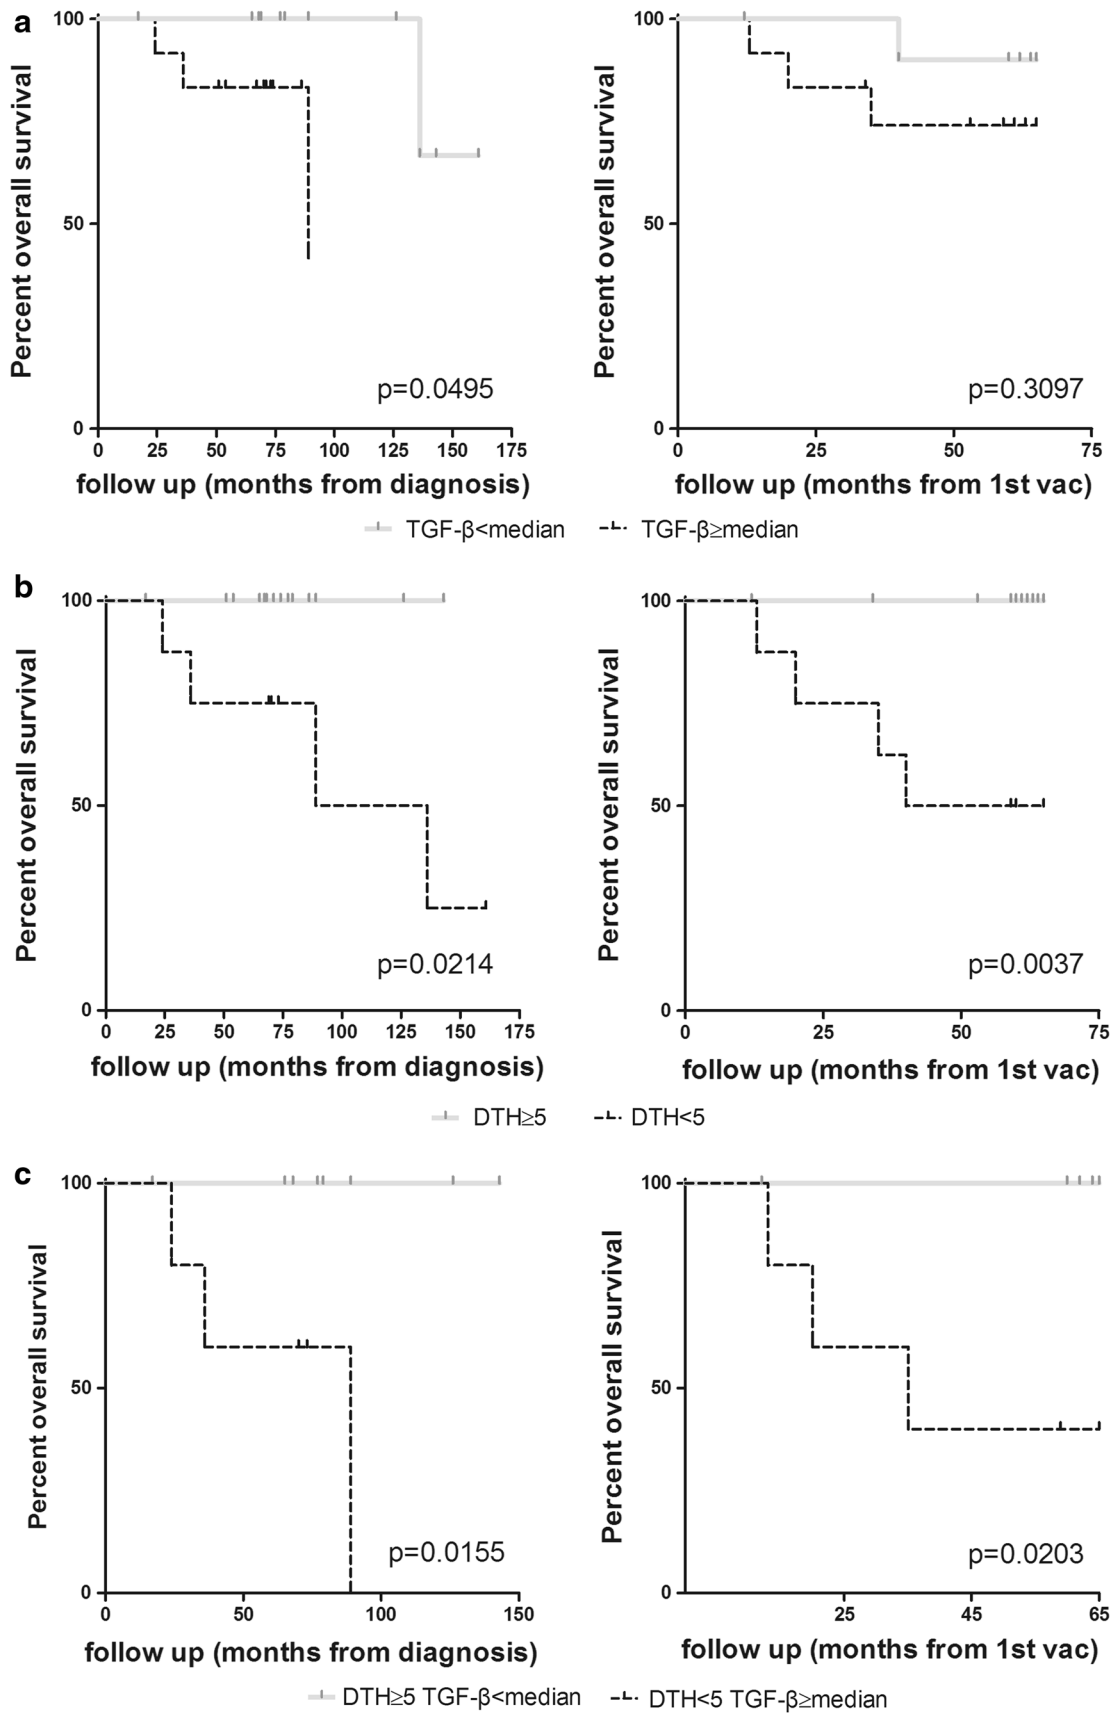 a
Percent overall survival
100
50
0
0 25 50 75 100 125 150 175
p=0.0495
follow up (months from diagnosis)
Percent overall survival
100
50
0
0 25 50 75
p=0.3097
follow up (months from 1st vac)
TGF-β<median TGF-β≥median
b
Percent overall survival
100
50
0
0 25 50 75 100 125 150 175
p=0.0214
follow up (months from diagnosis)
Percent overall survival
100
50
0
0 25 50 75
p=0.0037
follow up (months from 1st vac)
DTH≥5 DTH<5
c
Percent overall survival
100
50
0
0 50 100 150
p=0.0155
follow up (months from diagnosis)
Percent overall survival
100
50
0
25 45 65
p=0.0203
follow up (months from 1st vac)
DTH≥5 TGF-β<median DTH<5 TGF-β≥median